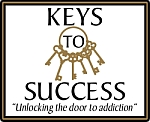 KEYS
TO
SUCCESS
"Unlocking the door to addiction"